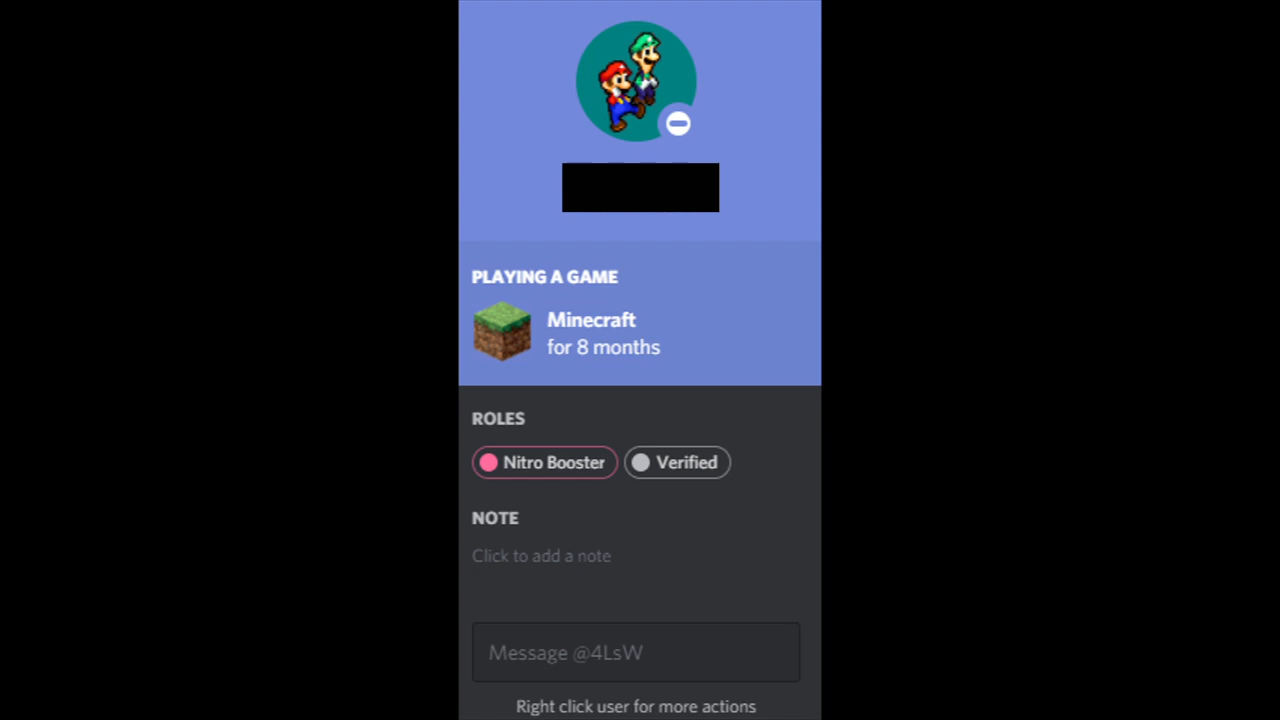 PLAYING A GAME
Minecraft
for 8 months
ROLES
Nitro Booster Verified
NOTE
Click to add a note
Message @4LsW
Right click user for more actions